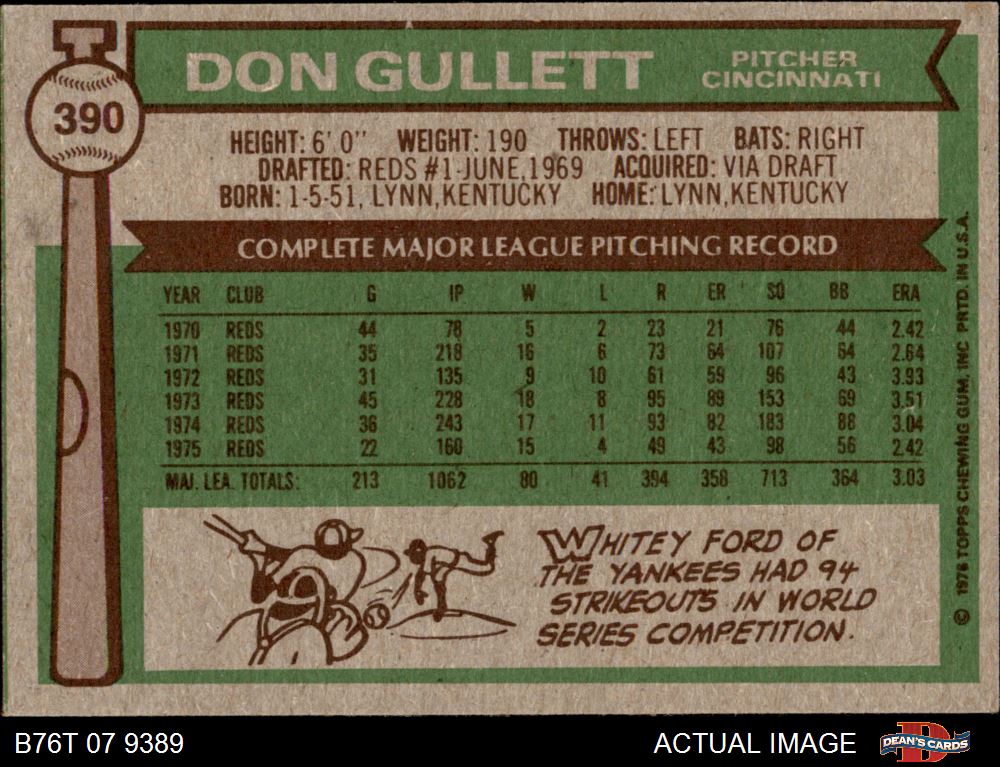 390
DON GULLETT
PITCHER
CINCINNATI
HEIGHT: 6' 0" WEIGHT: 190 THROWS: LEFT BATS: RIGHT
DRAFTED: REDS #1-JUNE,1969 ACQUIRED: VIA DRAFT
BORN: 1-5-51, LYNN,KENTUCKY HOME: LYNN,KENTUCKY
COMPLETE MAJOR LEAGUE PITCHING RECORD
YEAR CLUB G IP W L R ER SO BB ERA
1970 REDS 44 78 5 2 23 21 76 44 2.42
1971 REDS 35 218 16 6 73 64 107 64 2.64
1972 REDS 31 135 9 10 61 59 96 43 3.93
1973 REDS 45 228 18 8 95 89 153 69 3.51
1974 REDS 36 243 17 11 93 82 183 88 3.04
1975 REDS 22 160 15 4 49 43 98 56 2.42
MAJ. LEA. TOTALS: 213 1062 80 41 394 358 713 364 3.03
WHITEY FORD OF
THE YANKEES HAD 94
STRIKEOUTS IN WORLD
SERIES COMPETITION.
© 1976 TOPPS CHEWING GUM, INC PRTD. IN U.S.A.
B76T 07 9389
ACTUAL IMAGE
DEAN'S CARDS